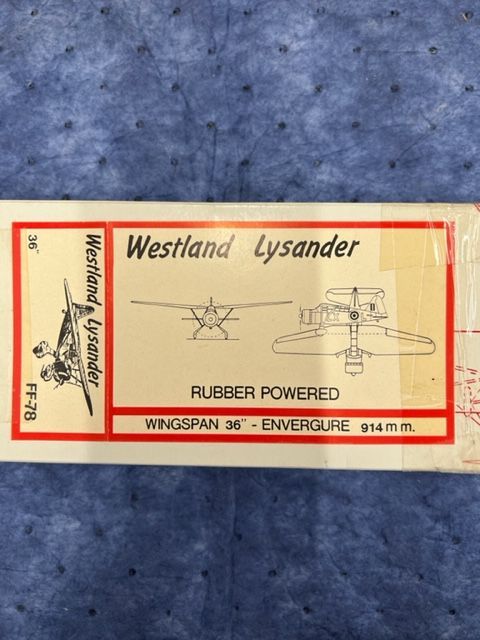 36"
Westland Lysander
FF-78
Westland Lysander
RUBBER POWERED
WINGSPAN 36" - ENVERGURE 914 mm.